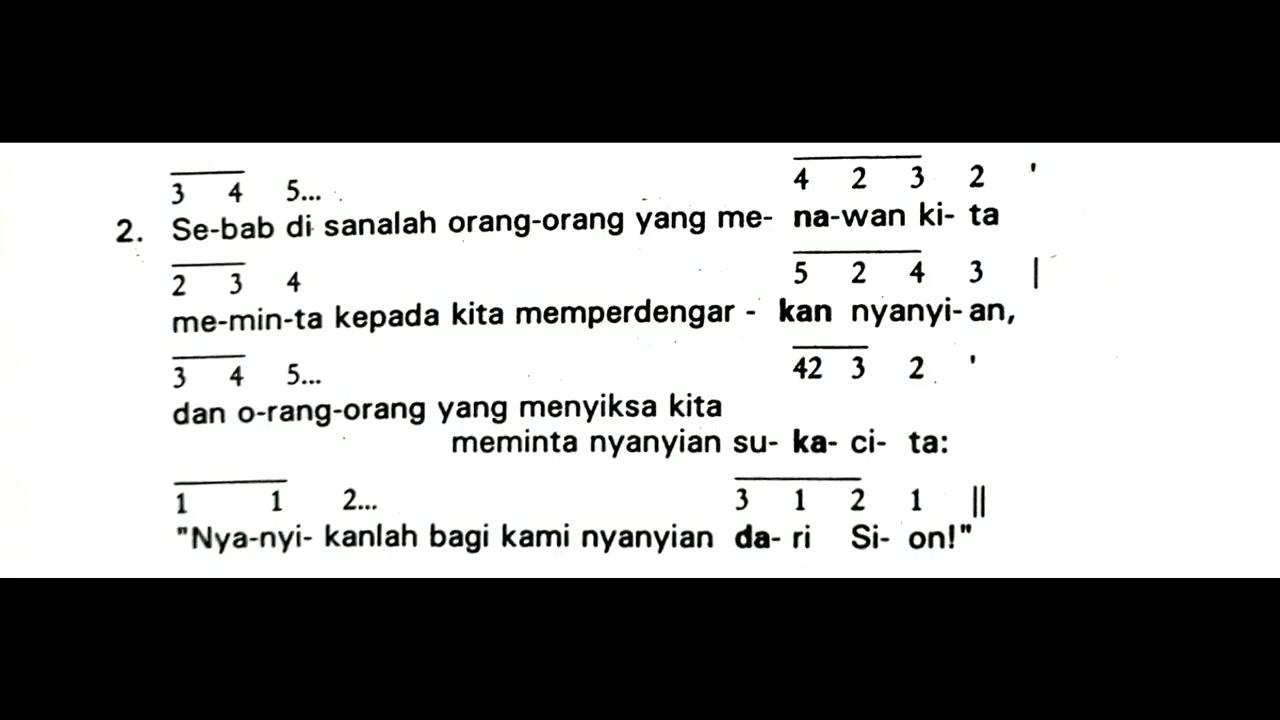 3 4 5... 4 2 3 2 '
2. Se-bab di sanalah orang-orang yang me- na-wan ki- ta
2 3 4 5 2 4 3 |
me-min-ta kepada kita memperdengar - kan nyanyi-an,
3 4 5... 42 3 2 '
dan o-rang-orang yang menyiksa kita
meminta nyanyian su- ka- ci- ta:
1 1 2... 3 1 2 1 ||
"Nya-nyi- kanlah bagi kami nyanyian da- ri Si- on!"